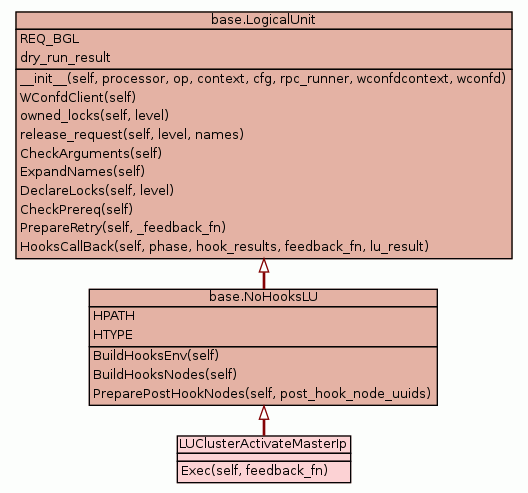 base.LogicalUnit
REQ_BGL
dry_run_result
__init__(self, processor, op, context, cfg, rpc_runner, wconfdcontext, wconfd)
WConfdClient(self)
owned_locks(self, level)
release_request(self, level, names)
CheckArguments(self)
ExpandNames(self)
DeclareLocks(self, level)
CheckPrereq(self)
PrepareRetry(self, _feedback_fn)
HooksCallBack(self, phase, hook_results, feedback_fn, lu_result)
base.NoHooksLU
HPATH
HTYPE
BuildHooksEnv(self)
BuildHooksNodes(self)
PreparePostHookNodes(self, post_hook_node_uuids)
LUClusterActivateMasterIp
Exec(self, feedback_fn)